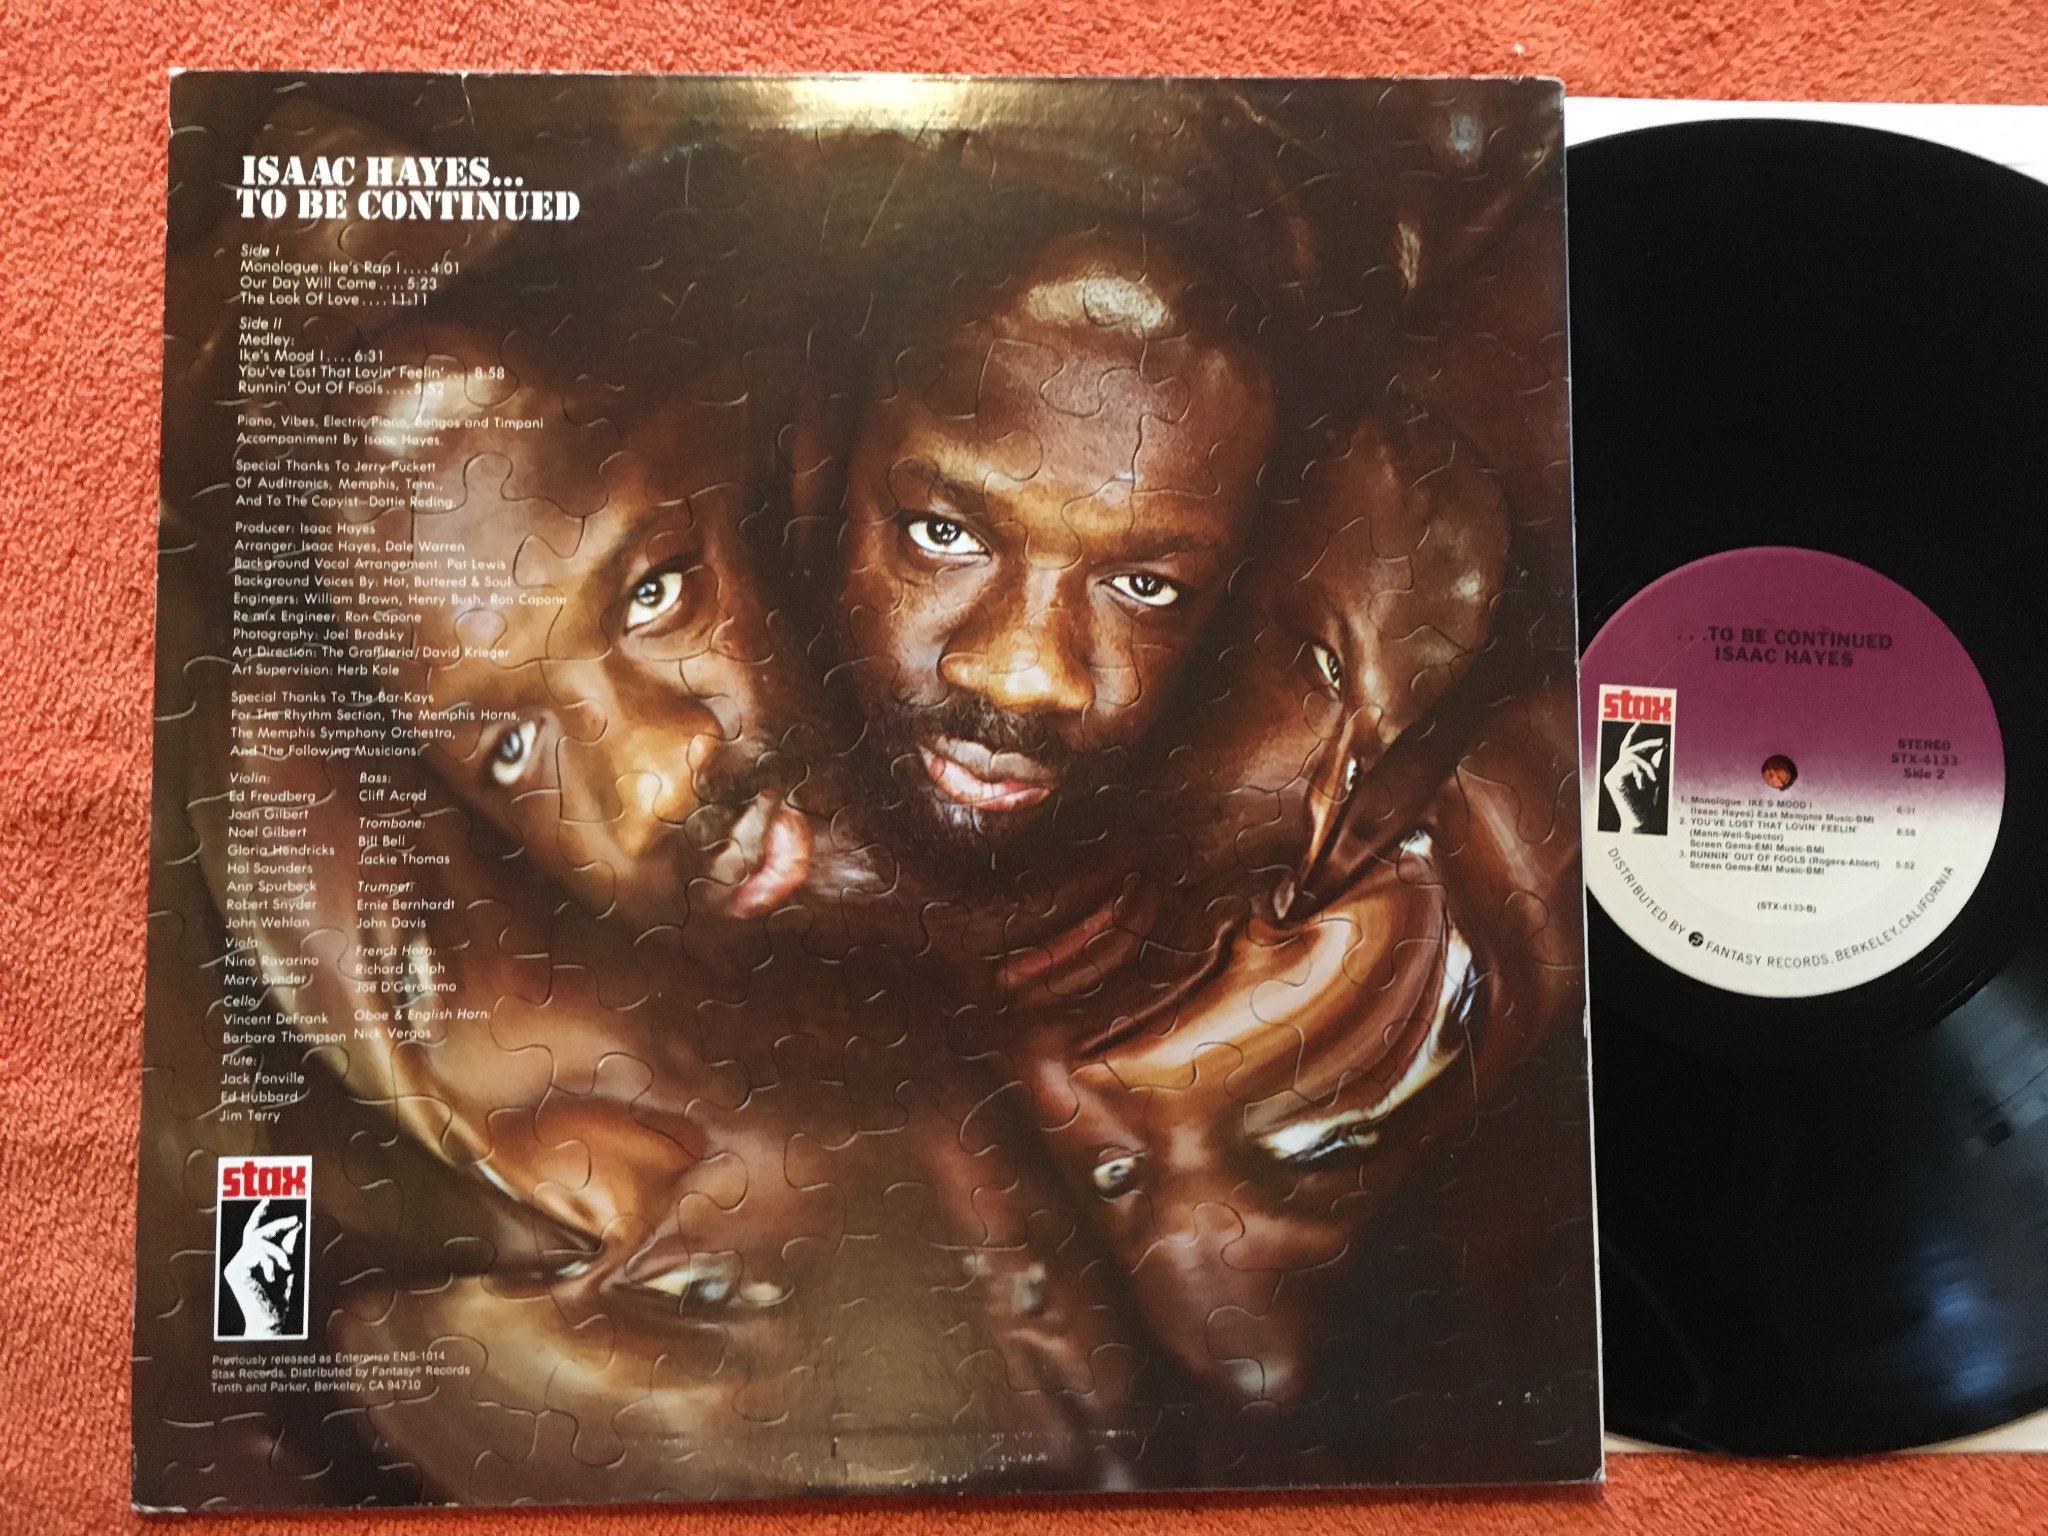 ISAAC HAYES...
TO BE CONTINUED
Side I
Monologue: Ike's Rap I....4:01
Our Day Will Come....5:23
The Look Of Love....11:11
Side II
Medley:
Ike's Mood I....6:31
You've Lost That Lovin' Feelin'....8:58
Runnin' Out Of Fools....5:52
Piano, Vibes, Electric Piano, Bongos and Timpani
Accompaniment By Isaac Hayes.
Special Thanks To Jerry Puckett
Of Auditronics, Memphis, Tenn.,
And To The Copyist—Dottie Reding.
Producer: Isaac Hayes
Arranger: Isaac Hayes, Dale Warren
Background Vocal Arrangement: Pat Lewis
Background Voices By: Hot, Buttered & Soul
Engineers: William Brown, Henry Bush, Ron Capone
Re-mix Engineer: Ron Capone
Photography: Joel Brodsky
Art Direction: The Graffiteria/David Krieger
Art Supervision: Herb Kole
Special Thanks To The Bar-Kays
For The Rhythm Section, The Memphis Horns,
The Memphis Symphony Orchestra,
And The Following Musicians:
Violin:
Ed Freudberg
Joan Gilbert
Noel Gilbert
Gloria Hendricks
Hal Saunders
Ann Spurbeck
Robert Snyder
John Wehlan
Viola:
Nino Ravarino
Mary Synder
Cello:
Vincent DeFrank
Barbara Thompson
Flute:
Jack Fonville
Ed Hubbard
Jim Terry
Bass:
Cliff Acred
Trombone:
Bill Bell
Jackie Thomas
Trumpet:
Ernie Bernhardt
John Davis
French Horn:
Richard Dolph
Joe D'Gerolamo
Oboe & English Horn:
Nick Vergos
stax
Previously released as Enterprise ENS-1014
Stax Records, Distributed by Fantasy® Records
Tenth and Parker, Berkeley, CA 94710
...TO BE CONTINUED
ISAAC HAYES
stax
STEREO
STX-4133
Side 2
1. Monologue: IKE'S MOOD I 6:31
(Isaac Hayes) East Memphis Music-BMI
2. YOU'VE LOST THAT LOVIN' FEELIN' 8:58
(Mann-Weil-Spector)
Screen Gems-EMI Music-BMI
3. RUNNIN' OUT OF FOOLS (Rogers-Ahlert) 5:52
Screen Gems-EMI Music-BMI
(STX-4133-B)
DISTRIBUTED BY FANTASY RECORDS, BERKELEY, CALIFORNIA